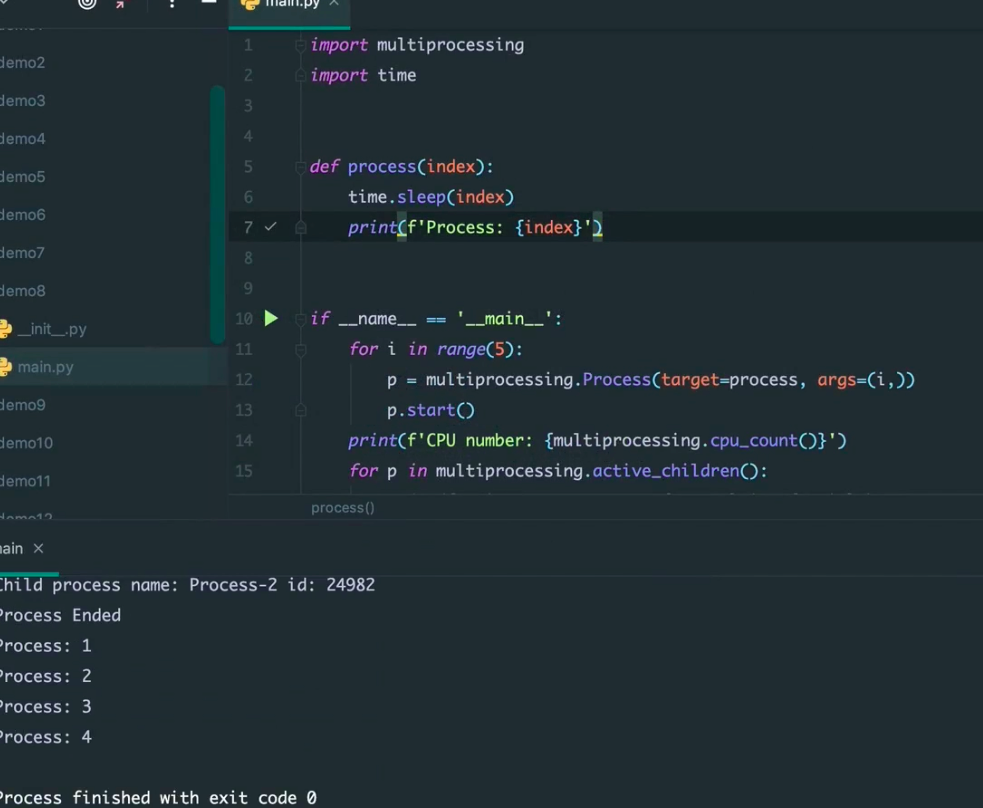 main.py
demo2
demo3
demo4
demo5
demo6
demo7
demo8
__init__.py
main.py
demo9
demo10
demo11
demo12
1 import multiprocessing
2 import time
3
4
5 def process(index):
6 time.sleep(index)
7 print(f'Process: {index}')
8
9
10 if __name__ == '__main__':
11 for i in range(5):
12 p = multiprocessing.Process(target=process, args=(i,))
13 p.start()
14 print(f'CPU number: {multiprocessing.cpu_count()}')
15 for p in multiprocessing.active_children():
process()
main
Child process name: Process-2 id: 24982
Process Ended
Process: 1
Process: 2
Process: 3
Process: 4
Process finished with exit code 0